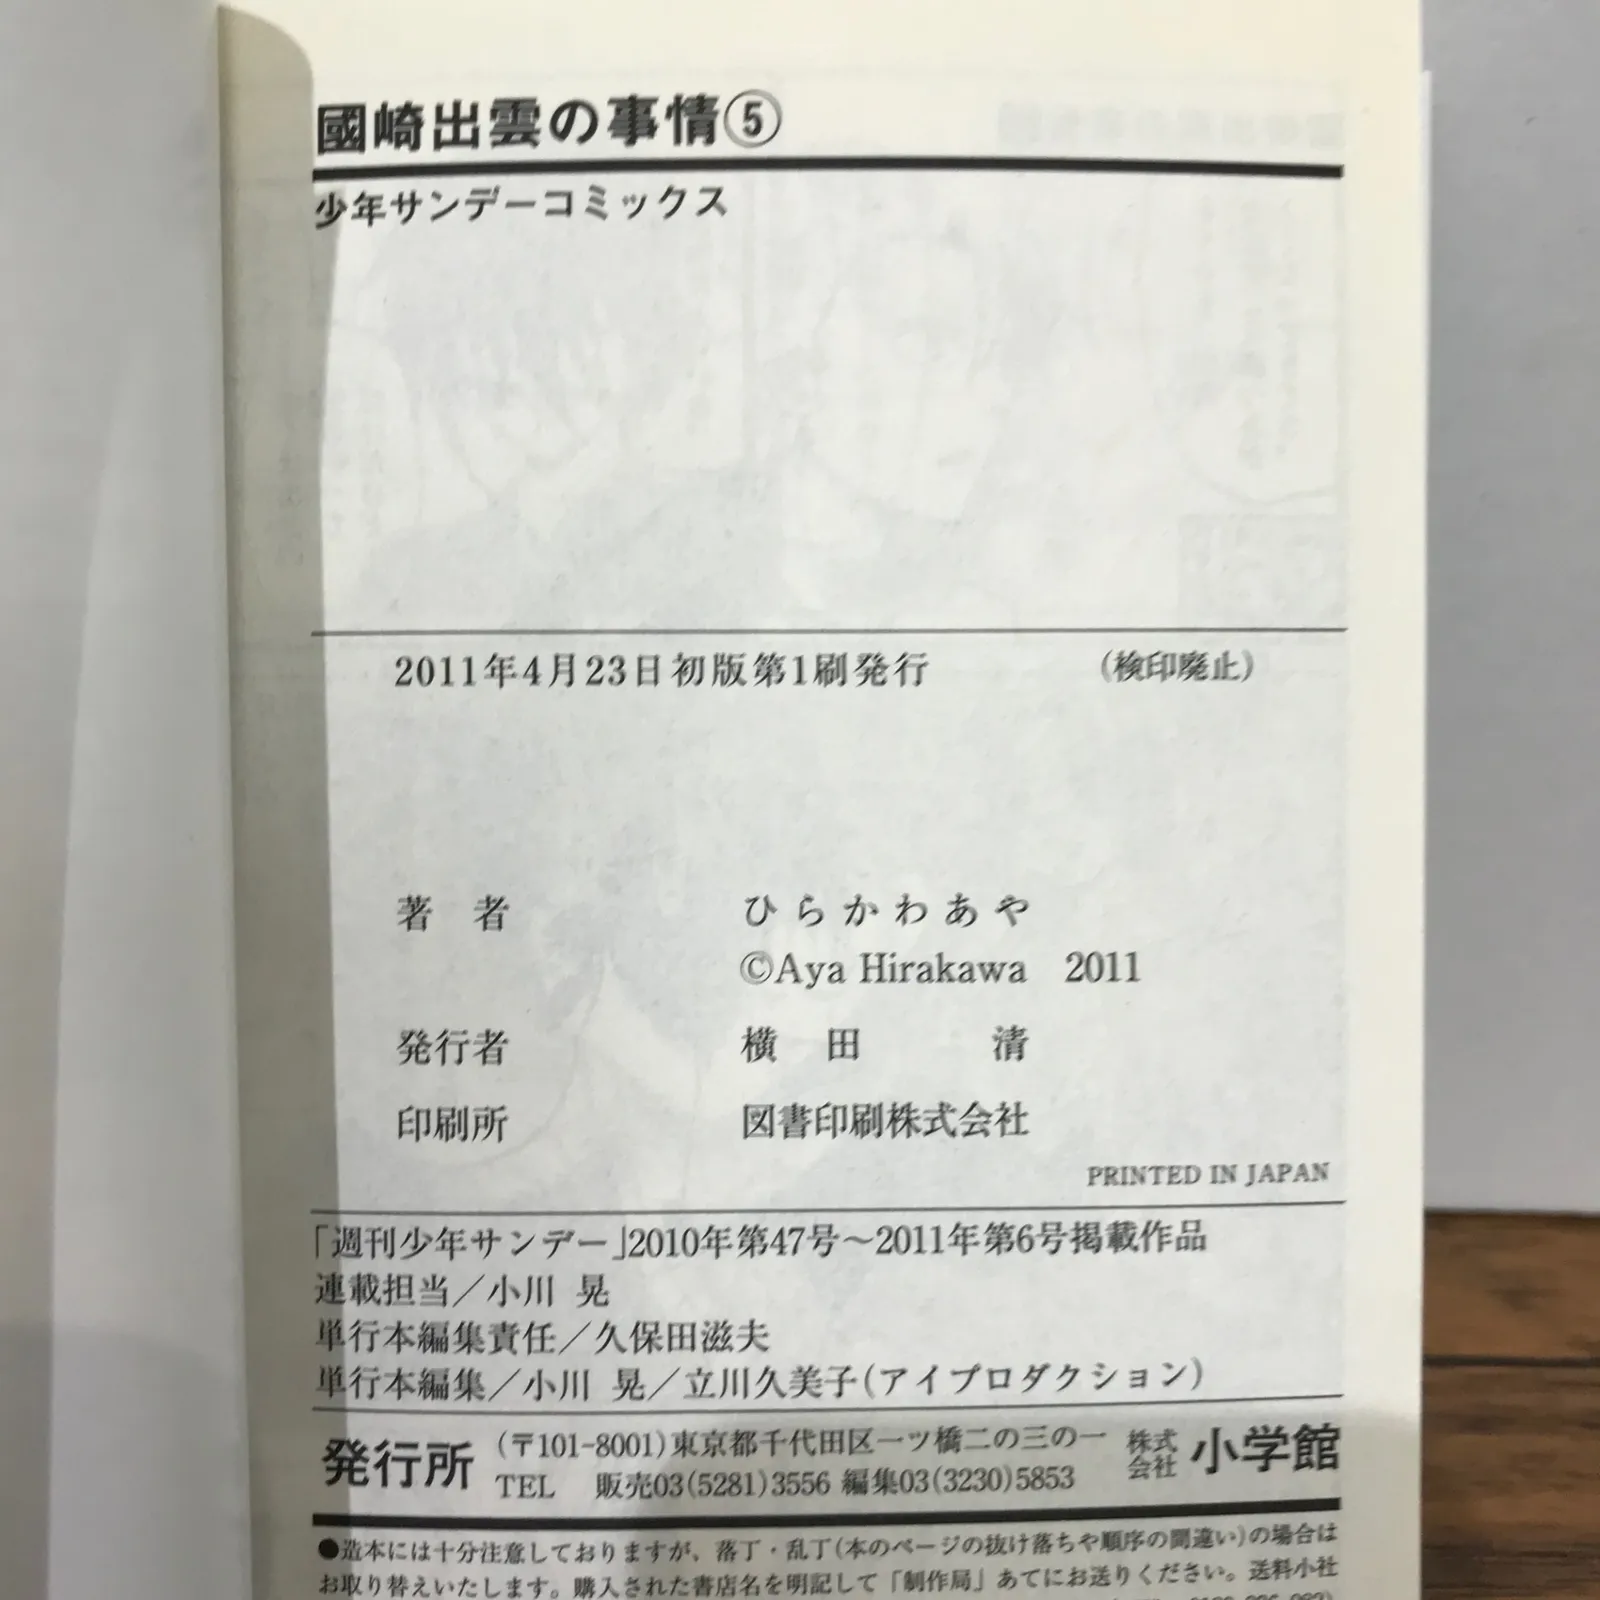 國崎出雲の事情⑤
少年サンデーコミックス
2011年4月23日初版第1刷発行 (検印廃止)
著 者 ひらかわあや
©Aya Hirakawa 2011
発行者 横 田 清
印刷所 図書印刷株式会社
PRINTED IN JAPAN
「週刊少年サンデー」2010年第47号～2011年第6号掲載作品
連載担当／小川 晃
単行本編集責任／久保田滋夫
単行本編集／小川 晃／立川久美子(アイプロダクション)
発行所 (〒101-8001)東京都千代田区一ツ橋二の三の一 株式会社 小学館
TEL 販売03(5281)3556 編集03(3230)5853
●造本には十分注意しておりますが、落丁・乱丁(本のページの抜け落ちや順序の間違い)の場合は
お取り替えいたします。購入された書店名を明記して「制作局」あてにお送りください。送料小社